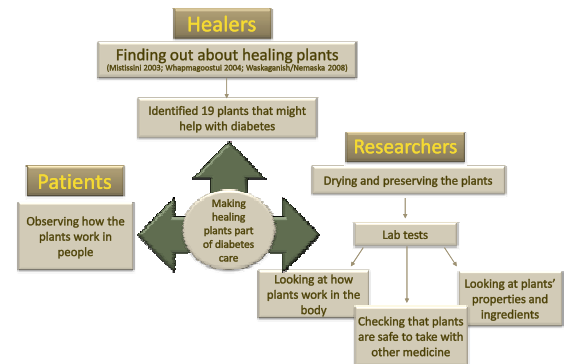 Healers
Finding out about healing plants
(Mistissini 2003; Whapmagoostui 2004; Waskaganish/Nemaska 2008)
Identified 19 plants that might
help with diabetes
Researchers
Drying and preserving the plants
Lab tests
Looking at how
plants work in the
body
Checking that plants
are safe to take with
other medicine
Looking at plants'
properties and
ingredients
Patients
Observing how the
plants work in
people
Making
healing
plants part
of diabetes
care